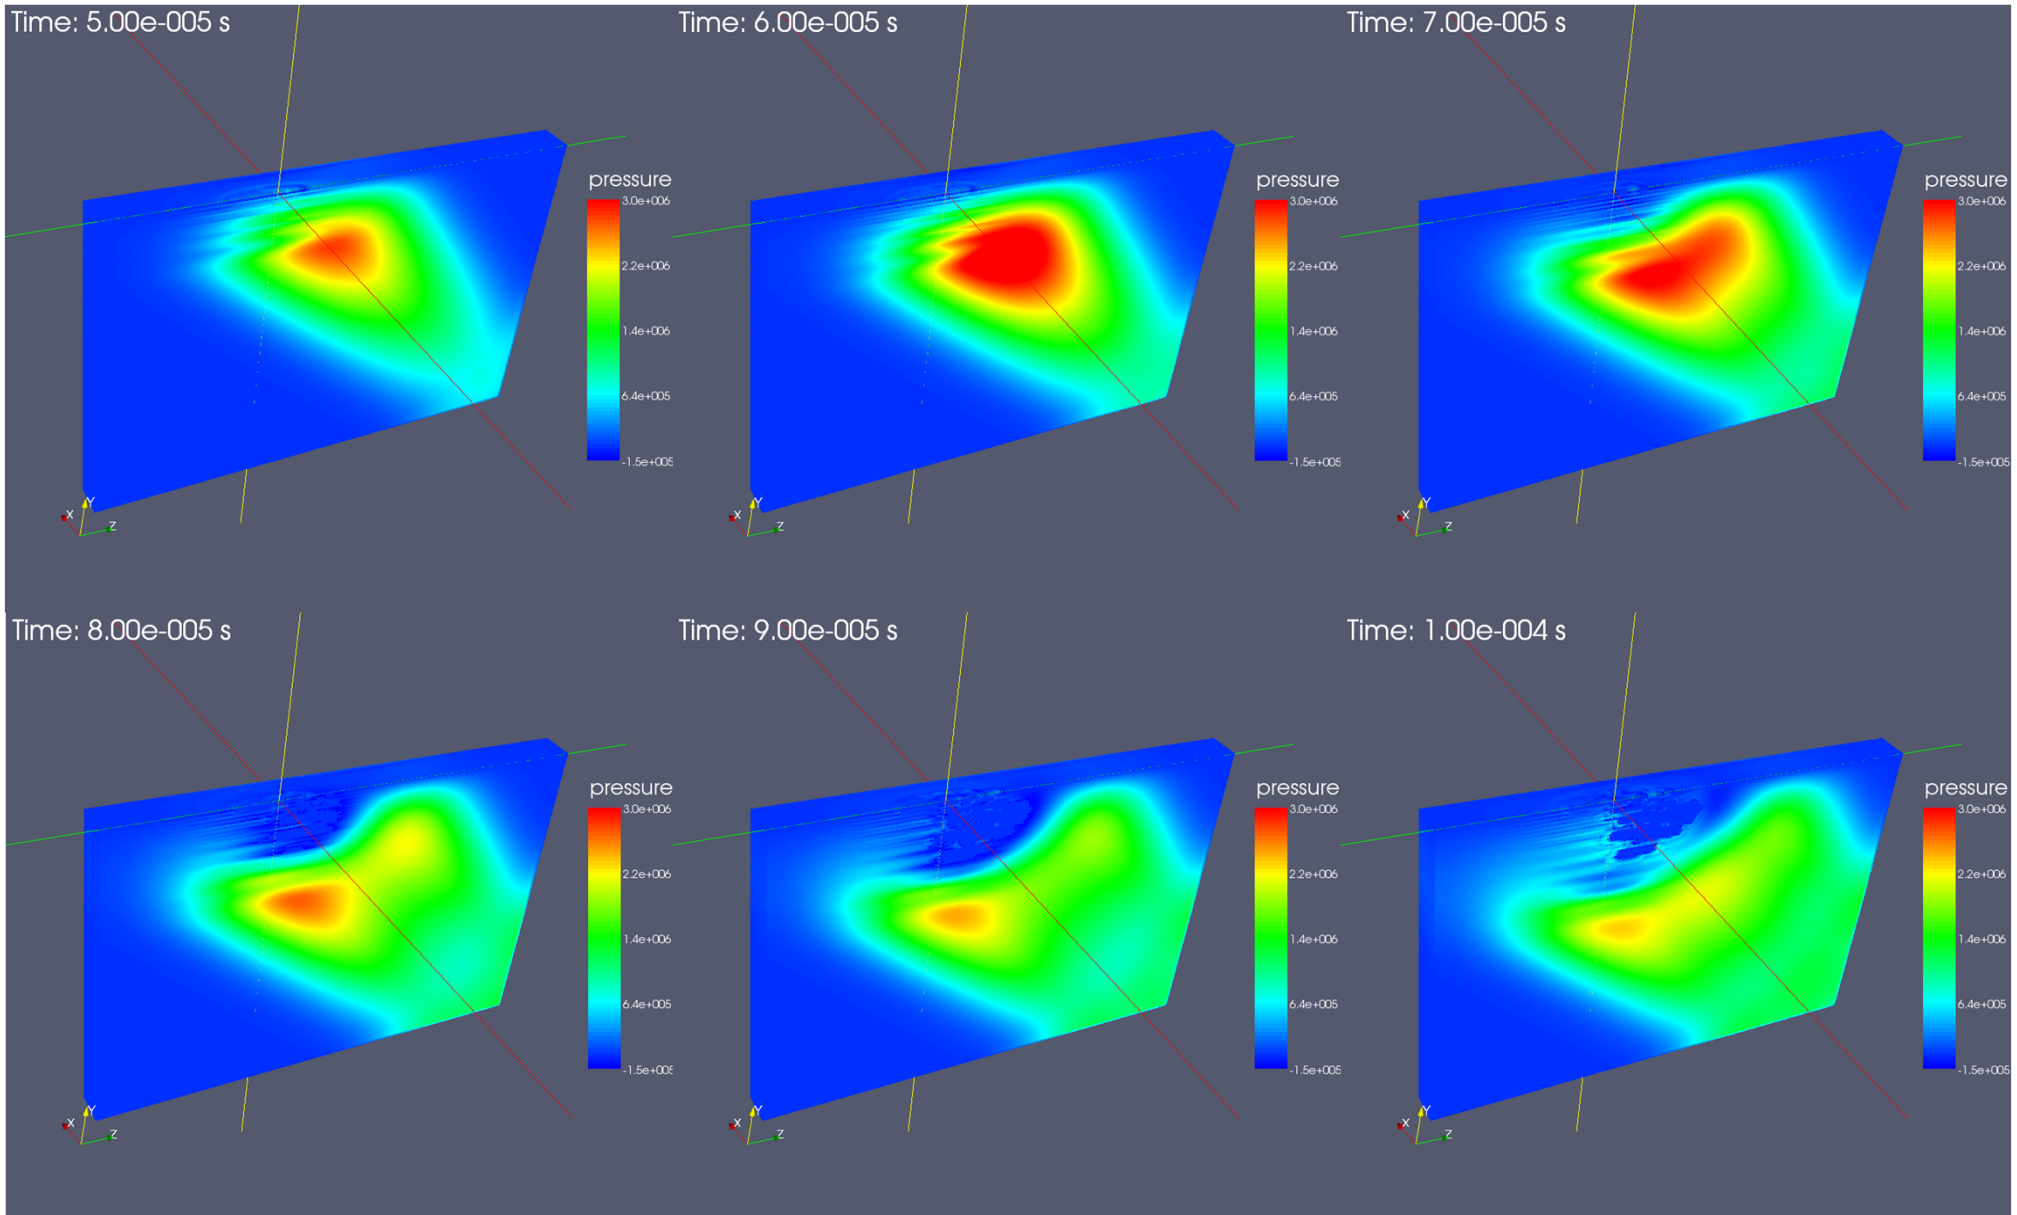 Time: 5.00e-005 s
pressure
3.0e+006
2.2e+006
1.4e+006
6.4e+005
-1.5e+005
Y
X
Z
Time: 6.00e-005 s
pressure
3.0e+006
2.2e+006
1.4e+006
6.4e+005
-1.5e+005
Y
X
Z
Time: 7.00e-005 s
pressure
3.0e+006
2.2e+006
1.4e+006
6.4e+005
-1.5e+005
Y
X
Z
Time: 8.00e-005 s
pressure
3.0e+006
2.2e+006
1.4e+006
6.4e+005
-1.5e+005
Y
X
Z
Time: 9.00e-005 s
pressure
3.0e+006
2.2e+006
1.4e+006
6.4e+005
-1.5e+005
Y
X
Z
Time: 1.00e-004 s
pressure
3.0e+006
2.2e+006
1.4e+006
6.4e+005
-1.5e+005
Y
X
Z